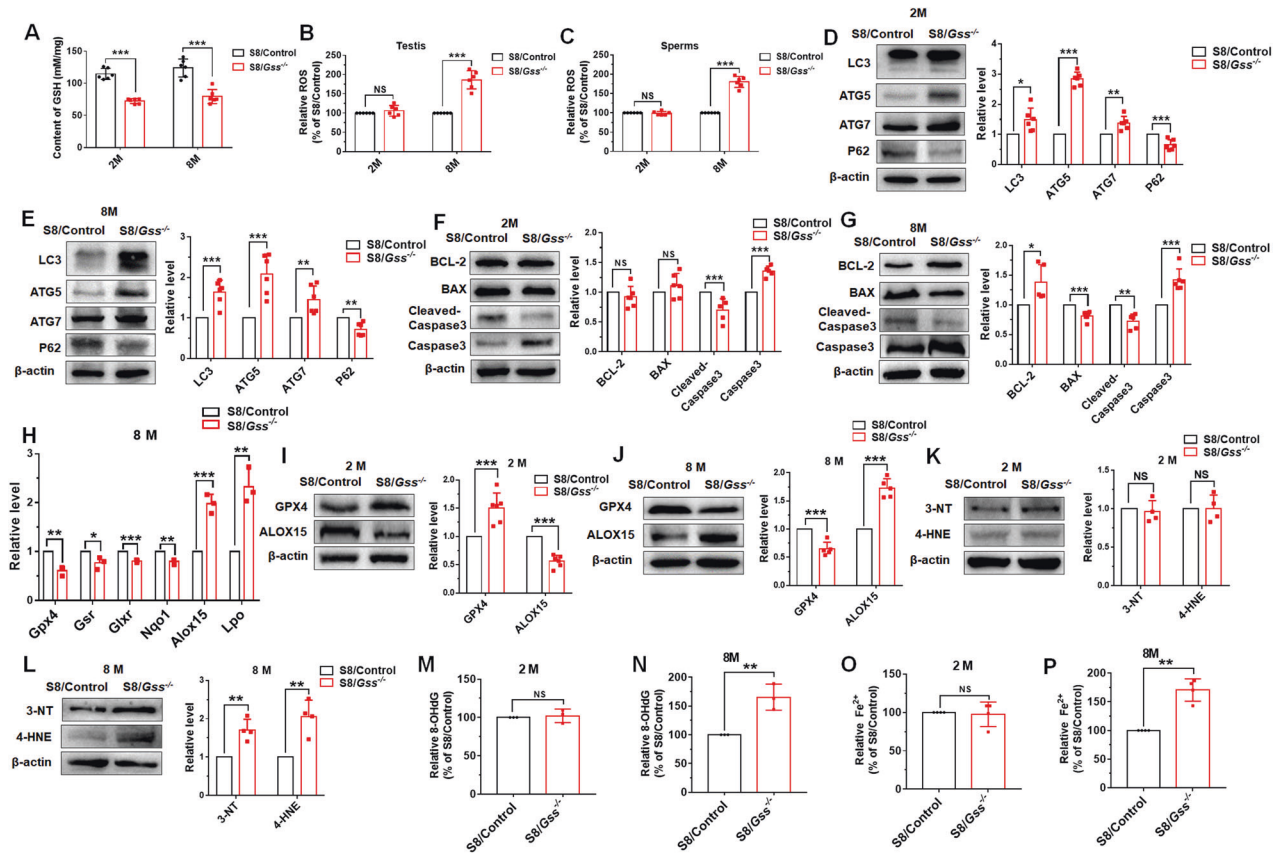 A
Content of GSH (mM/mg)
150
100
50
0
***
***
2M
8M
S8/Control
S8/Gss-/-
B
Testis
Relative ROS
(% of S8/Control)
250
200
150
100
50
0
NS
***
2M
8M
S8/Control
S8/Gss-/-
C
Sperms
Relative ROS
(% of S8/Control)
250
200
150
100
50
0
NS
***
2M
8M
S8/Control
S8/Gss-/-
D
2M
S8/Control S8/Gss-/-
LC3
ATG5
ATG7
P62
β-actin
Relative level
4
3
2
1
0
*
***
**
***
LC3
ATG5
ATG7
P62
S8/Control
S8/Gss-/-
E
8M
S8/Control S8/Gss-/-
LC3
ATG5
ATG7
P62
β-actin
Relative level
3
2
1
0
***
***
**
**
LC3
ATG5
ATG7
P62
S8/Control
S8/Gss-/-
F
2M
S8/Control S8/Gss-/-
BCL-2
BAX
Cleaved-
Caspase3
Caspase3
β-actin
Relative level
2.0
1.5
1.0
0.5
0.0
NS
NS
***
***
BCL-2
BAX
Cleaved-
Caspase3
Caspase3
S8/Control
S8/Gss-/-
G
8M
S8/Control S8/Gss-/-
BCL-2
BAX
Cleaved-
Caspase3
Caspase3
β-actin
Relative level
2.0
1.5
1.0
0.5
0.0
*
***
**
***
BCL-2
BAX
Cleaved-
Caspase3
Caspase3
S8/Control
S8/Gss-/-
H
8 M
S8/Control
S8/Gss-/-
Relative level
3
2
1
0
**
*
***
**
***
**
Gpx4
Gsr
Glxr
Nqo1
Alox15
Lpo
I
2 M
S8/Control S8/Gss-/-
GPX4
ALOX15
β-actin
2 M
Relative level
2.0
1.5
1.0
0.5
0.0
***
***
GPX4
ALOX15
S8/Control
S8/Gss-/-
J
8 M
S8/Control S8/Gss-/-
GPX4
ALOX15
β-actin
8 M
Relative level
2.0
1.5
1.0
0.5
0.0
***
***
GPX4
ALOX15
S8/Control
S8/Gss-/-
K
2 M
S8/Control S8/Gss-/-
3-NT
4-HNE
β-actin
2 M
Relative level
1.5
1.0
0.5
0.0
NS
NS
3-NT
4-HNE
S8/Control
S8/Gss-/-
L
8 M
S8/Control S8/Gss-/-
3-NT
4-HNE
β-actin
8 M
Relative level
3
2
1
0
**
**
3-NT
4-HNE
S8/Control
S8/Gss-/-
M
2 M
Relative 8-OHdG
(% of S8/Control)
150
100
50
0
NS
S8/Control
S8/Gss-/-
N
8M
Relative 8-OHdG
(% of S8/Control)
200
150
100
50
0
**
S8/Control
S8/Gss-/-
O
2 M
Relative Fe2+
(% of S8/Control)
150
100
50
0
NS
S8/Control
S8/Gss-/-
P
8M
Relative Fe2+
(% of S8/Control)
200
150
100
50
0
**
S8/Control
S8/Gss-/-